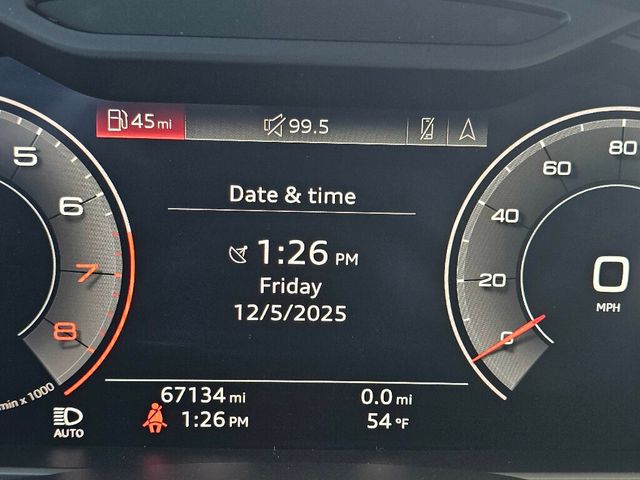 45 mi
99.5
Date & time
1:26 PM
Friday
12/5/2025
67134 mi
0.0 mi
1:26 PM
54 °F
5
6
7
8
min x 1000
AUTO
80
60
40
20
0
0
MPH